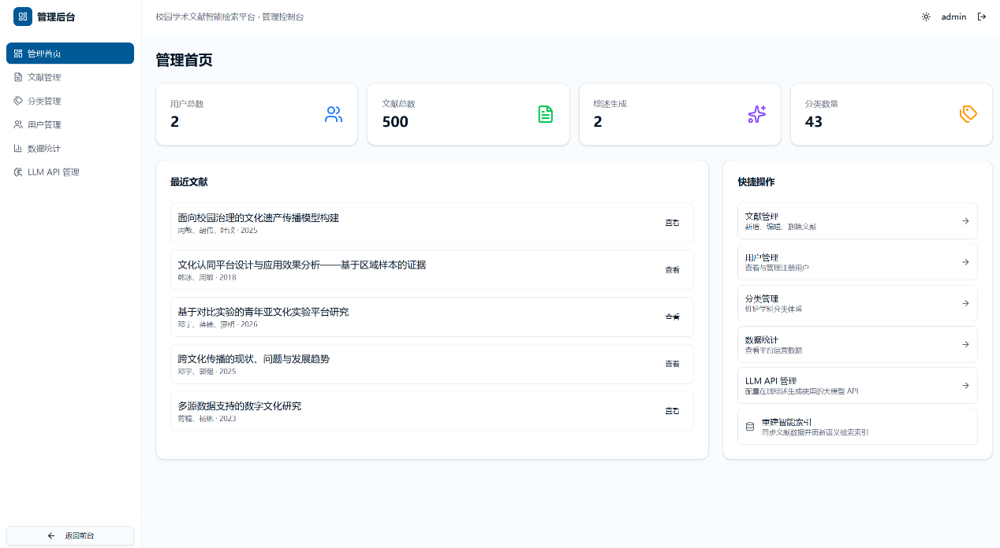 管理后台
校园学术文献智能检索平台 · 管理控制台
admin
管理首页
文献管理
分类管理
用户管理
数据统计
LLM API 管理
返回前台
管理首页
用户总数
2
文献总数
500
综述生成
2
分类数量
43
最近文献
面向校园治理的文化遗产传播模型构建
周敏、胡伟、叶欣 · 2025
查看
文化认同平台设计与应用效果分析——基于区域样本的证据
韩冰、周敏 · 2018
查看
基于对比实验的青年亚文化实验平台研究
邓宇、蒋楠、罗明 · 2026
查看
跨文化传播的现状、问题与发展趋势
邓宇、郭强 · 2025
查看
多源数据支持的数字文化研究
蒋楠、杨帆 · 2023
查看
快捷操作
文献管理
新增、编辑、删除文献
用户管理
查看与管理注册用户
分类管理
维护学科分类体系
数据统计
查看平台运营数据
LLM API 管理
配置在线综述生成使用的大模型 API
重建智能索引
同步文献数据并更新语义检索索引